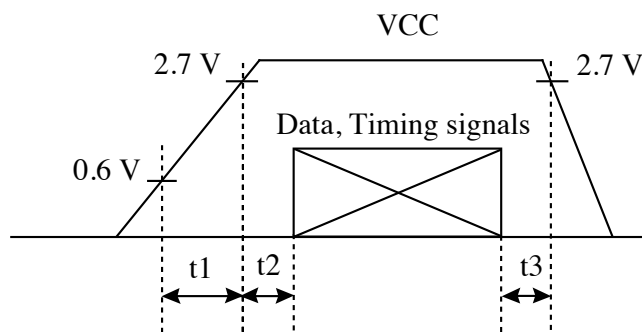 VCC
2.7 V
2.7 V
Data, Timing signals
0.6 V
t1
t2
t3